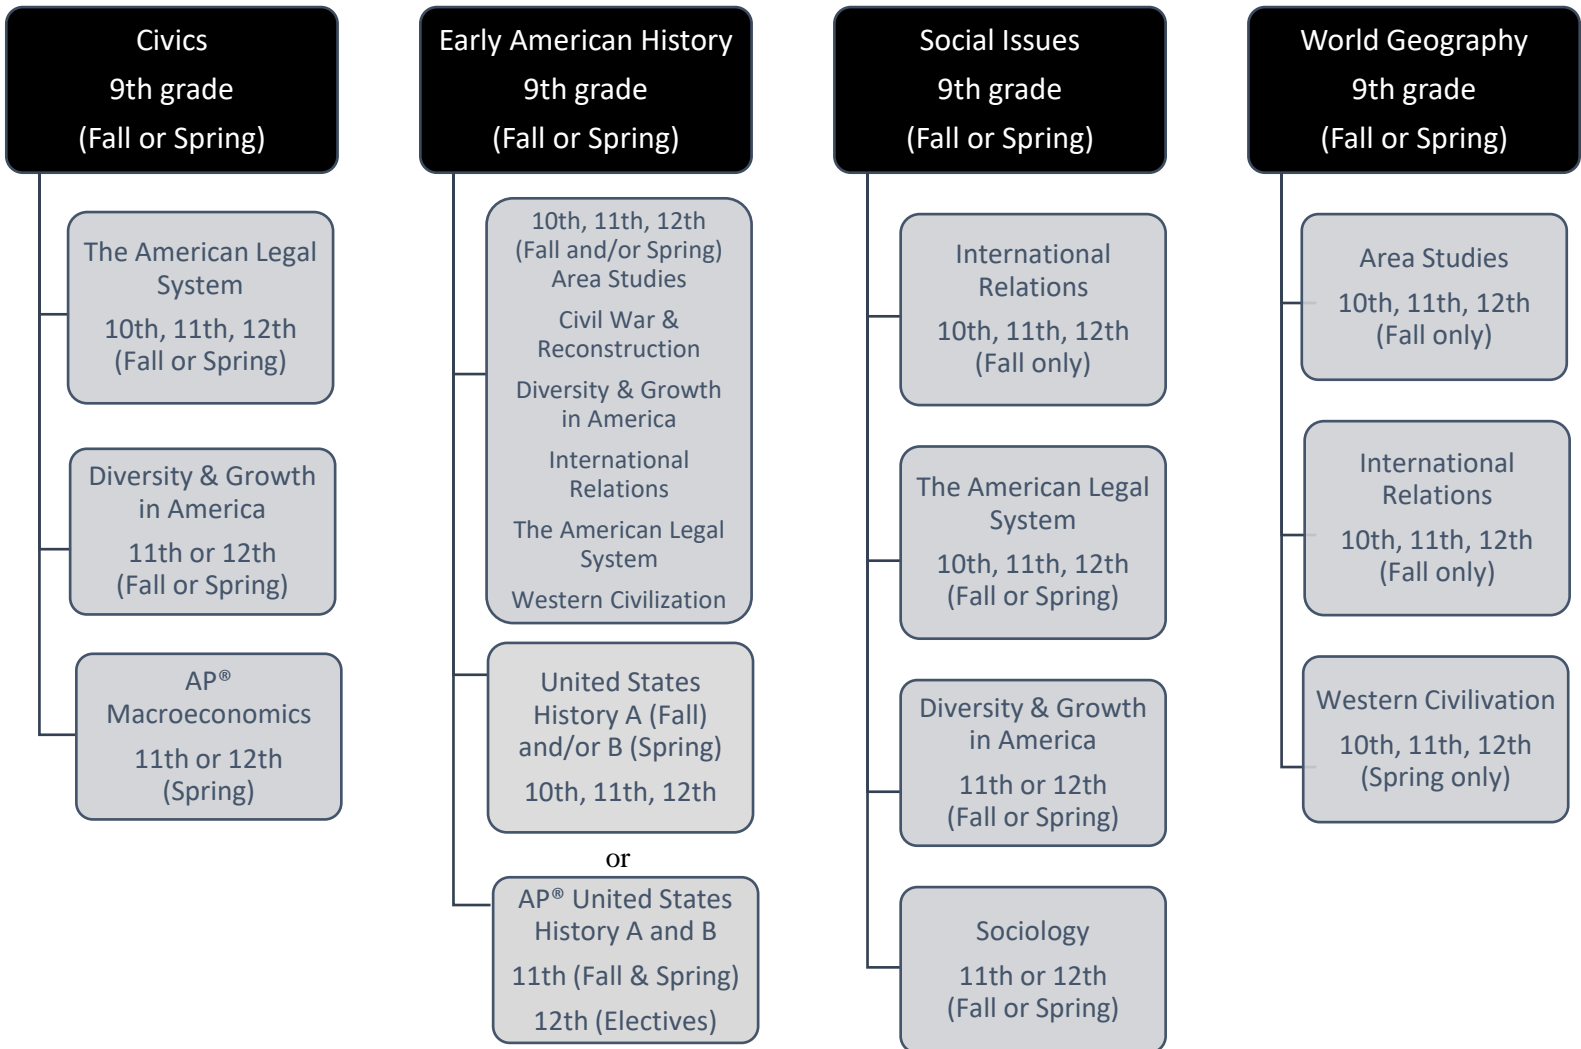 Civics
9th grade
(Fall or Spring)
The American Legal
System
10th, 11th, 12th
(Fall or Spring)
Diversity & Growth
in America
11th or 12th
(Fall or Spring)
AP®
Macroeconomics
11th or 12th
(Spring)
Early American History
9th grade
(Fall or Spring)
10th, 11th, 12th
(Fall and/or Spring)
Area Studies
Civil War &
Reconstruction
Diversity & Growth
in America
International
Relations
The American Legal
System
Western Civilization
United States
History A (Fall)
and/or B (Spring)
10th, 11th, 12th
or
AP® United States
History A and B
11th (Fall & Spring)
12th (Electives)
Social Issues
9th grade
(Fall or Spring)
International
Relations
10th, 11th, 12th
(Fall only)
The American Legal
System
10th, 11th, 12th
(Fall or Spring)
Diversity & Growth
in America
11th or 12th
(Fall or Spring)
Sociology
11th or 12th
(Fall or Spring)
World Geography
9th grade
(Fall or Spring)
Area Studies
10th, 11th, 12th
(Fall only)
International
Relations
10th, 11th, 12th
(Fall only)
Western Civilivation
10th, 11th, 12th
(Spring only)